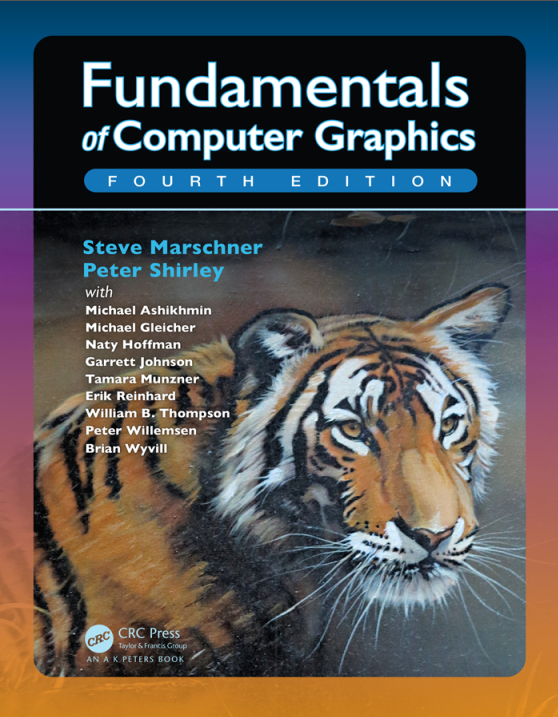 Fundamentals
of Computer Graphics
FOURTH EDITION
Steve Marschner
Peter Shirley
with
Michael Ashikhmin
Michael Gleicher
Naty Hoffman
Garrett Johnson
Tamara Munzner
Erik Reinhard
William B. Thompson
Peter Willemsen
Brian Wyvill
CRC
CRC Press
Taylor & Francis Group
AN A K PETERS BOOK